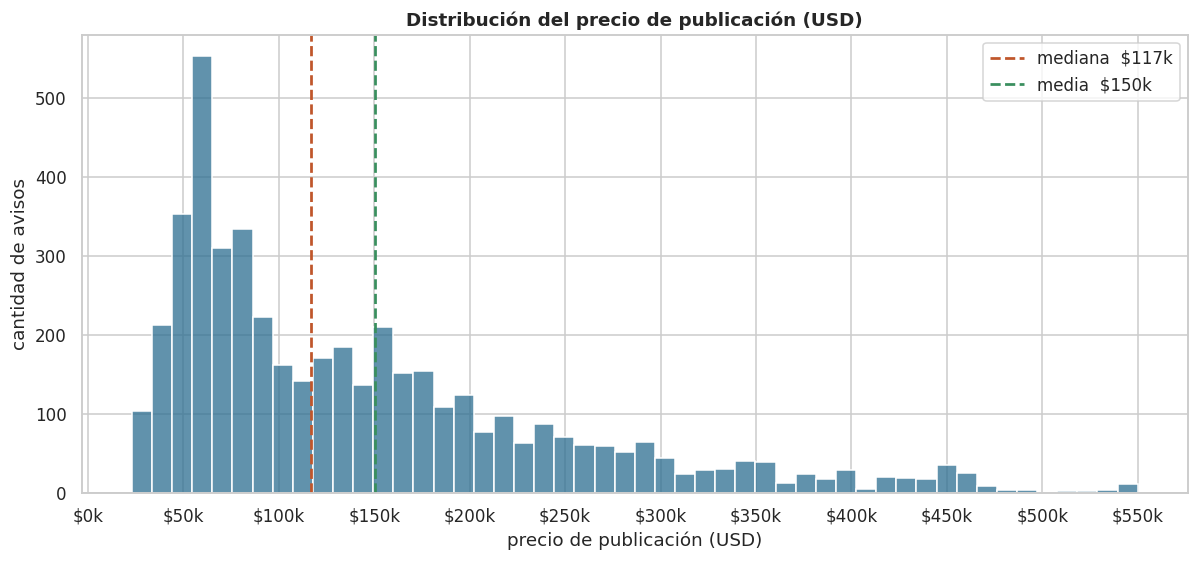 Distribución del precio de publicación (USD)
mediana  $117k
media  $150k
cantidad de avisos
500
400
300
200
100
0
$0k $50k $100k $150k $200k $250k $300k $350k $400k $450k $500k $550k
precio de publicación (USD)